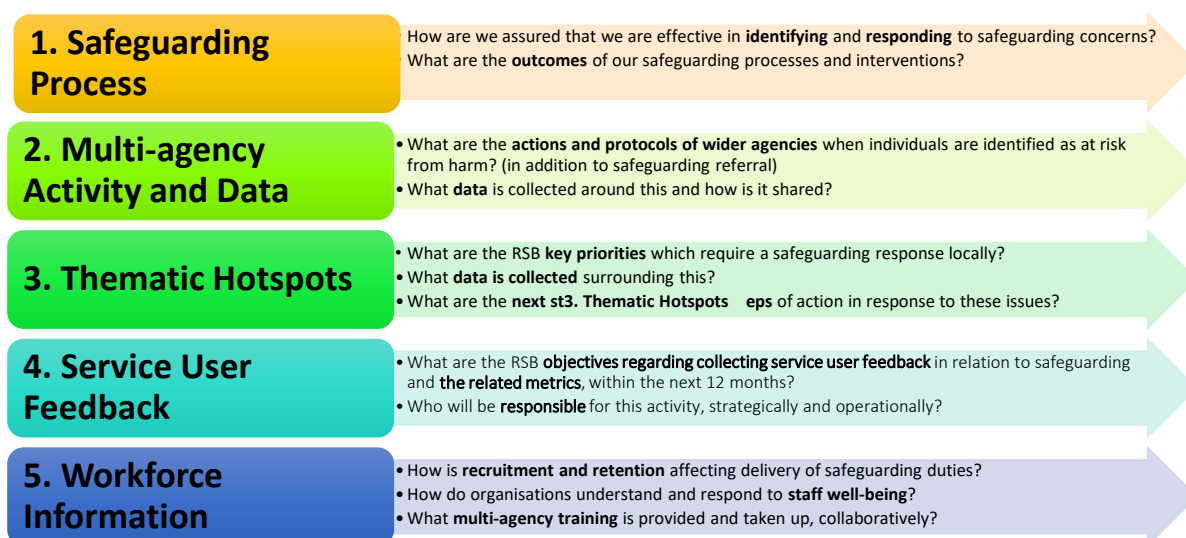 1. Safeguarding
Process
• How are we assured that we are effective in identifying and responding to safeguarding concerns?
• What are the outcomes of our safeguarding processes and interventions?
2. Multi-agency
Activity and Data
• What are the actions and protocols of wider agencies when individuals are identified as at risk
from harm? (in addition to safeguarding referral)
• What data is collected around this and how is it shared?
3. Thematic Hotspots
• What are the RSB key priorities which require a safeguarding response locally?
• What data is collected surrounding this?
• What are the next st3. Thematic Hotspots eps of action in response to these issues?
4. Service User
Feedback
• What are the RSB objectives regarding collecting service user feedback in relation to safeguarding
and the related metrics, within the next 12 months?
• Who will be responsible for this activity, strategically and operationally?
5. Workforce
Information
• How is recruitment and retention affecting delivery of safeguarding duties?
• How do organisations understand and respond to staff well-being?
• What multi-agency training is provided and taken up, collaboratively?